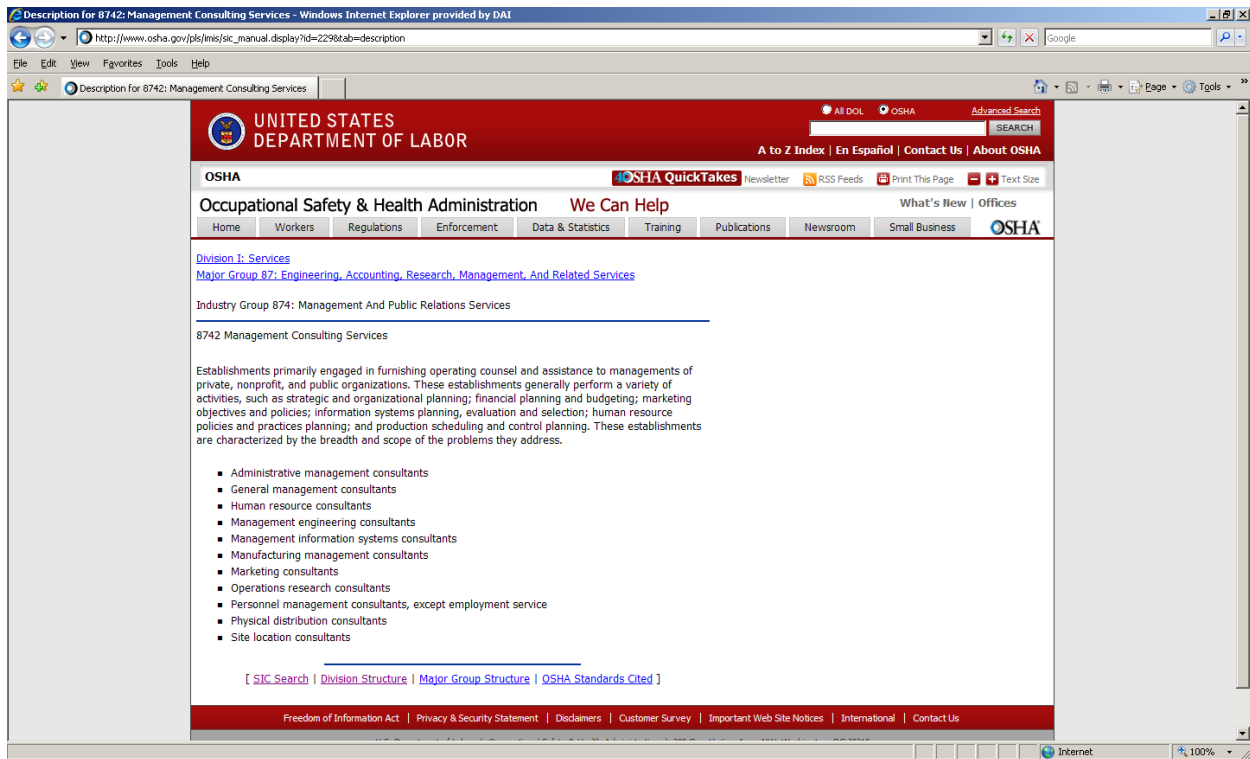 Description for 8742: Management Consulting Services - Windows Internet Explorer provided by DAI
http://www.osha.gov/pls/imis/sic_manual.display?id=229&tab=description
Google
File Edit View Favorites Tools Help
Description for 8742: Management Consulting Services
Page Tools
UNITED STATES
DEPARTMENT OF LABOR
All DOL OSHA Advanced Search
SEARCH
A to Z Index | En Español | Contact Us | About OSHA
OSHA
OSHA QuickTakes Newsletter RSS Feeds Print This Page Text Size
Occupational Safety & Health Administration We Can Help
What's New | Offices
Home Workers Regulations Enforcement Data & Statistics Training Publications Newsroom Small Business OSHA
Division I: Services
Major Group 87: Engineering, Accounting, Research, Management, And Related Services
Industry Group 874: Management And Public Relations Services
8742 Management Consulting Services
Establishments primarily engaged in furnishing operating counsel and assistance to managements of
private, nonprofit, and public organizations. These establishments generally perform a variety of
activities, such as strategic and organizational planning; financial planning and budgeting; marketing
objectives and policies; information systems planning, evaluation and selection; human resource
policies and practices planning; and production scheduling and control planning. These establishments
are characterized by the breadth and scope of the problems they address.
Administrative management consultants
General management consultants
Human resource consultants
Management engineering consultants
Management information systems consultants
Manufacturing management consultants
Marketing consultants
Operations research consultants
Personnel management consultants, except employment service
Physical distribution consultants
Site location consultants
[ SIC Search | Division Structure | Major Group Structure | OSHA Standards Cited ]
Freedom of Information Act | Privacy & Security Statement | Disclaimers | Customer Survey | Important Web Site Notices | International | Contact Us
Internet 100%